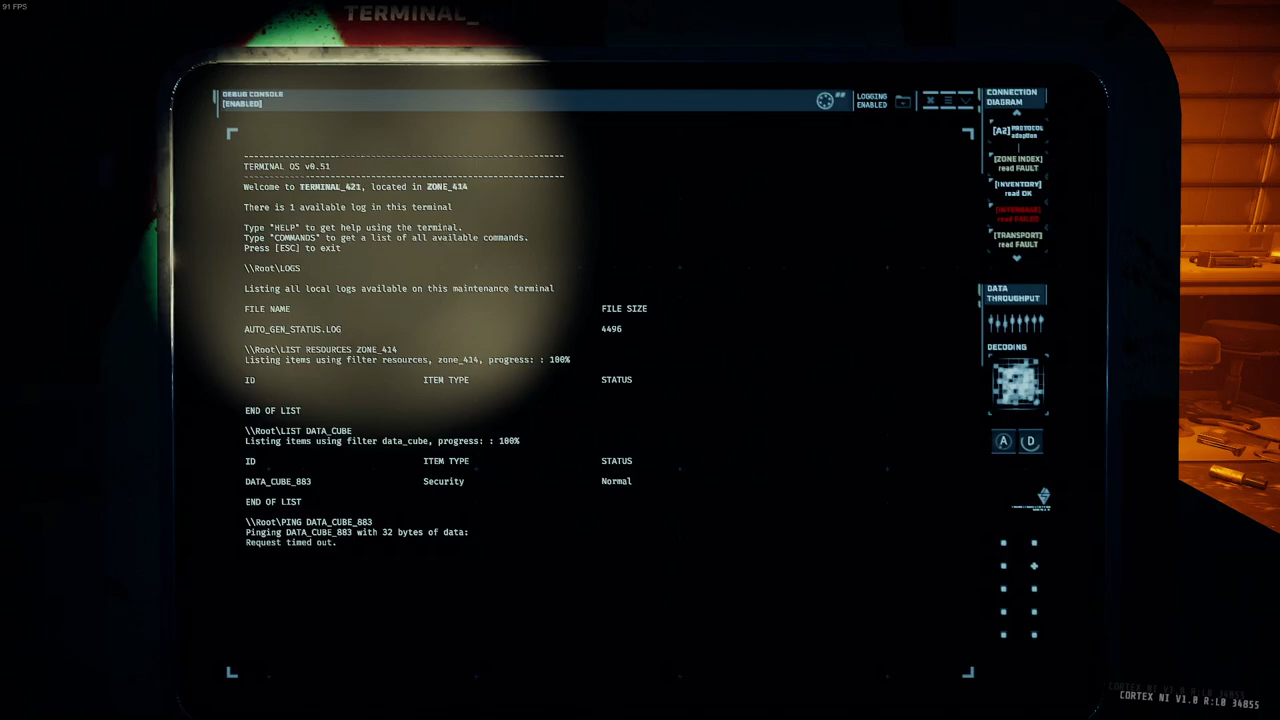 91 FPS
TERMINAL_
DEBUG CONSOLE
[ENABLED]
LOGGING
ENABLED
CONNECTION
DIAGRAM
[A2] PROTOCOL
adaption
[ZONE INDEX]
read FAULT
[INVENTORY]
read OK
read FAILED
[TRANSPORT]
read FAULT
DATA
THROUGHPUT
DECODING
A D
---------------------------------------------------------------
TERMINAL OS v0.51
---------------------------------------------------------------
Welcome to TERMINAL_421, located in ZONE_414
There is 1 available log in this terminal
Type "HELP" to get help using the terminal.
Type "COMMANDS" to get a list of all available commands.
Press [ESC] to exit
\\Root\LOGS
Listing all local logs available on this maintenance terminal
FILE NAME FILE SIZE
AUTO_GEN_STATUS.LOG 4496
\\Root\LIST RESOURCES ZONE_414
Listing items using filter resources, zone_414, progress: : 100%
ID ITEM TYPE STATUS
END OF LIST
\\Root\LIST DATA_CUBE
Listing items using filter data_cube, progress: : 100%
ID ITEM TYPE STATUS
DATA_CUBE_883 Security Normal
END OF LIST
\\Root\PING DATA_CUBE_883
Pinging DATA_CUBE_883 with 32 bytes of data:
Request timed out.
CORTEX NI V1.0 R:L0 34855